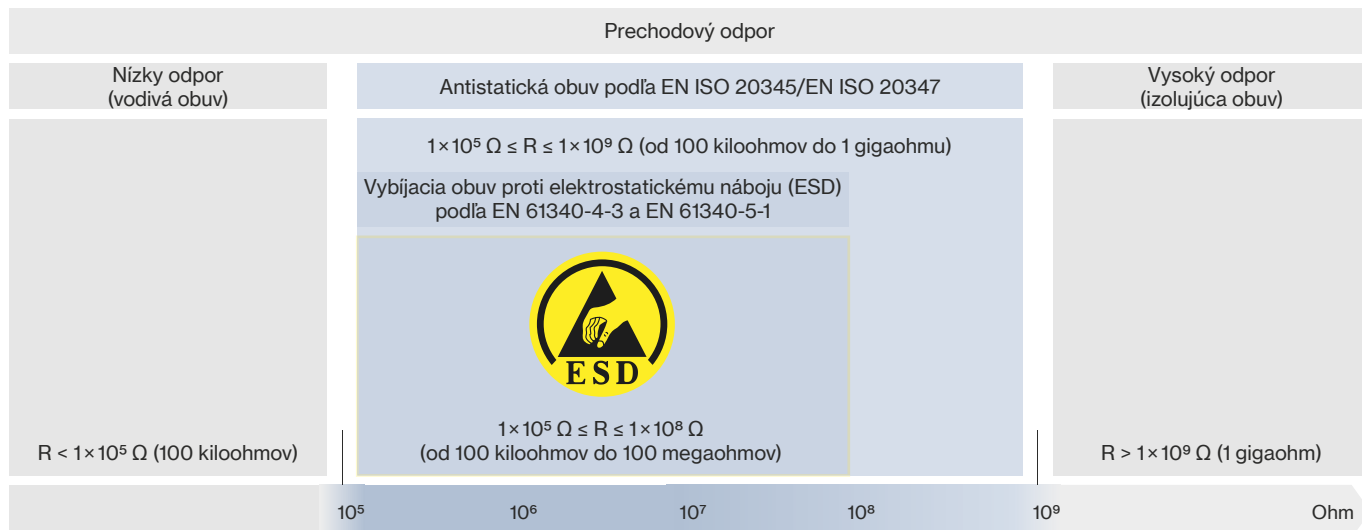 Prechodový odpor
Nízky odpor
(vodivá obuv)
Antistatická obuv podľa EN ISO 20345/EN ISO 20347
Vysoký odpor
(izolujúca obuv)
1×10⁵ Ω ≤ R ≤ 1×10⁹ Ω (od 100 kiloohmov do 1 gigaohmu)
Vybíjacia obuv proti elektrostatickému náboju (ESD)
podľa EN 61340-4-3 a EN 61340-5-1
ESD
1×10⁵ Ω ≤ R ≤ 1×10⁸ Ω
(od 100 kiloohmov do 100 megaohmov)
R < 1×10⁵ Ω (100 kiloohmov)
R > 1×10⁹ Ω (1 gigaohm)
10⁵ 10⁶ 10⁷ 10⁸ 10⁹ Ohm